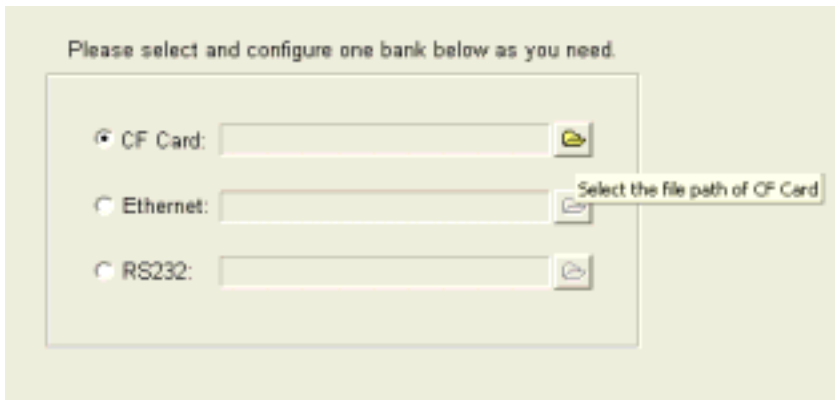 Please select and configure one bank below as you need.
CF Card:
Select the file path of CF Card
Ethernet:
RS232: